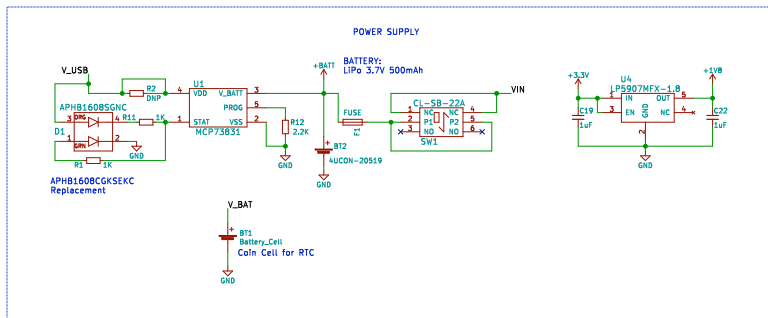 POWER SUPPLY
BATTERY:
LiPo 3.7V 500mAh
V_USB
+BATT
+3.3V
+1V8
R2
DNP
U1
4 VDD V_BATT 3
PROG 5
1 STAT VSS 2
MCP73831
APHB1608SGNC
D1
3 ORG 4
1 GRN 2
R11 1K
R1 1K
GND
R12
2.2K
GND
FUSE
F1
BT2
4UCON-20519
GND
CL-SB-22A
1 NC NC 4
2 P1 P2 5
3 NO NO 6
SW1
VIN
U4
LP5907MFX-1.8
1 IN OUT 5
3 EN NC 4
GND
2
C19
1uF
C22
1uF
GND
APHB1608CGKSEKC
Replacement
V_BAT
BT1
Battery_Cell
Coin Cell for RTC
GND